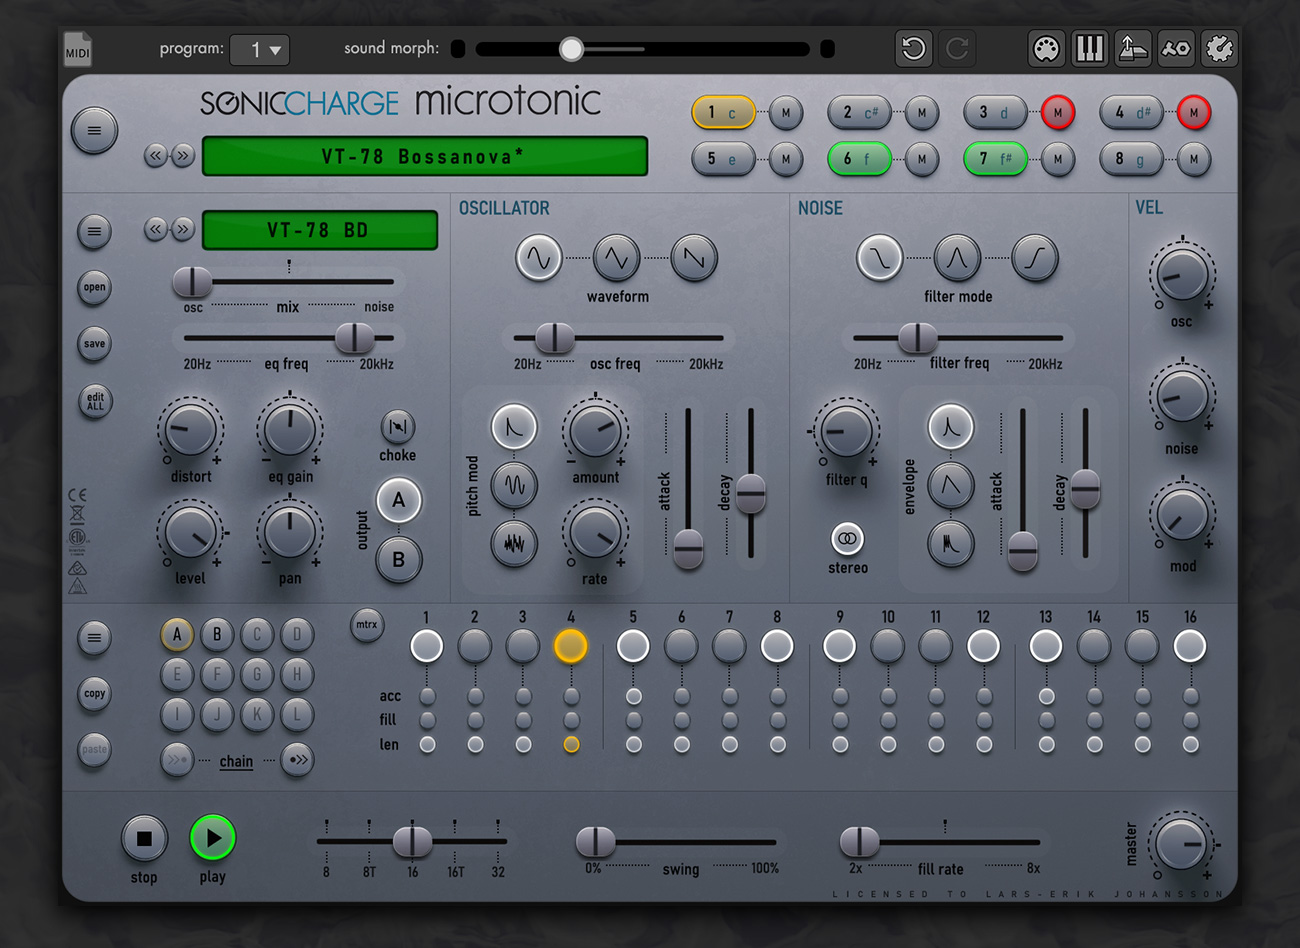 MIDI program: 1 sound morph:
SONICCHARGE microtonic
1 c M 2 c# M 3 d M 4 d# M
VT-78 Bossanova*
5 e M 6 f M 7 f# M 8 g M
OSCILLATOR NOISE VEL
VT-78 BD
open
osc mix noise
waveform
filter mode
osc
save
20Hz eq freq 20kHz
20Hz osc freq 20kHz
20Hz filter freq 20kHz
edit
ALL
distort
eq gain
choke
pitch mod
amount
attack
decay
filter q
envelope
attack
decay
noise
output
A
B
level
pan
rate
stereo
mod
mtrx
1 2 3 4 5 6 7 8 9 10 11 12 13 14 15 16
A B C D
E F G H
I J K L
copy
paste
acc
fill
len
chain
stop
play
8 8T 16 16T 32
0% swing 100%
2x fill rate 8x
master
LICENSED TO LARS-ERIK JOHANSSON